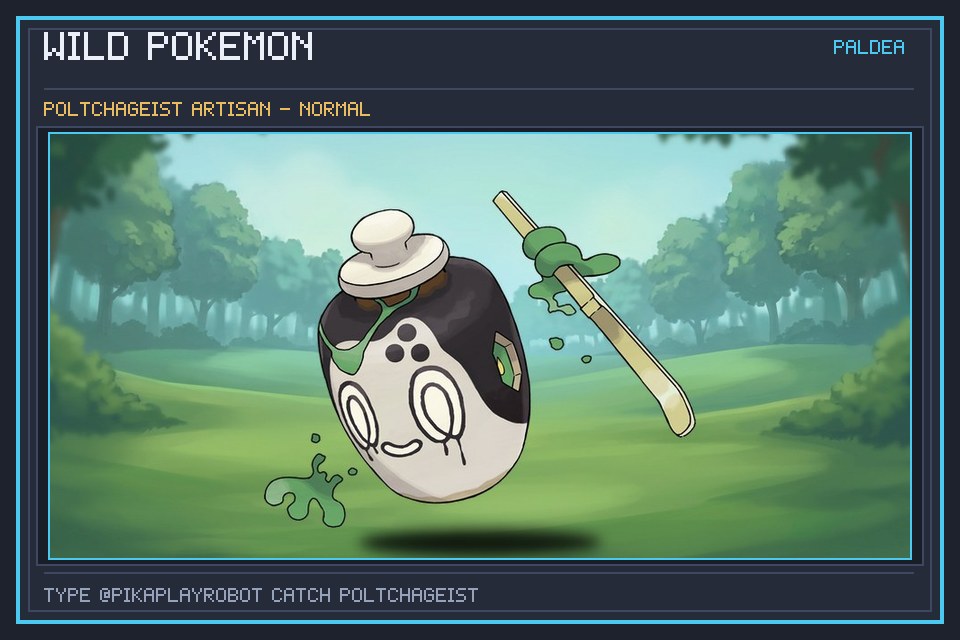 WILD POKEMON
PALDEA
POLTCHAGEIST ARTISAN - NORMAL
TYPE @PIKAPLAYROBOT CATCH POLTCHAGEIST